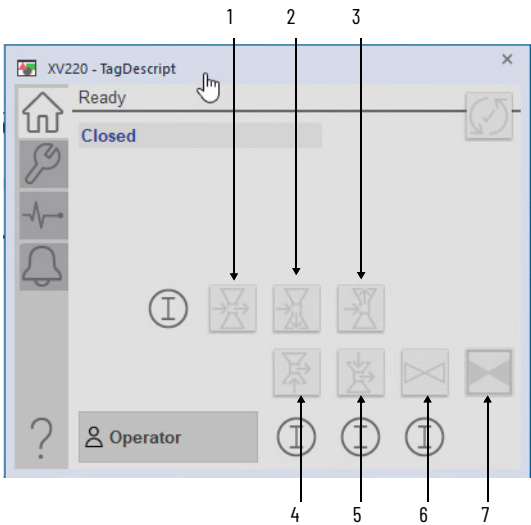 1 2 3
XV220 - TagDescript
Ready
Closed
Operator
4 5 6 7